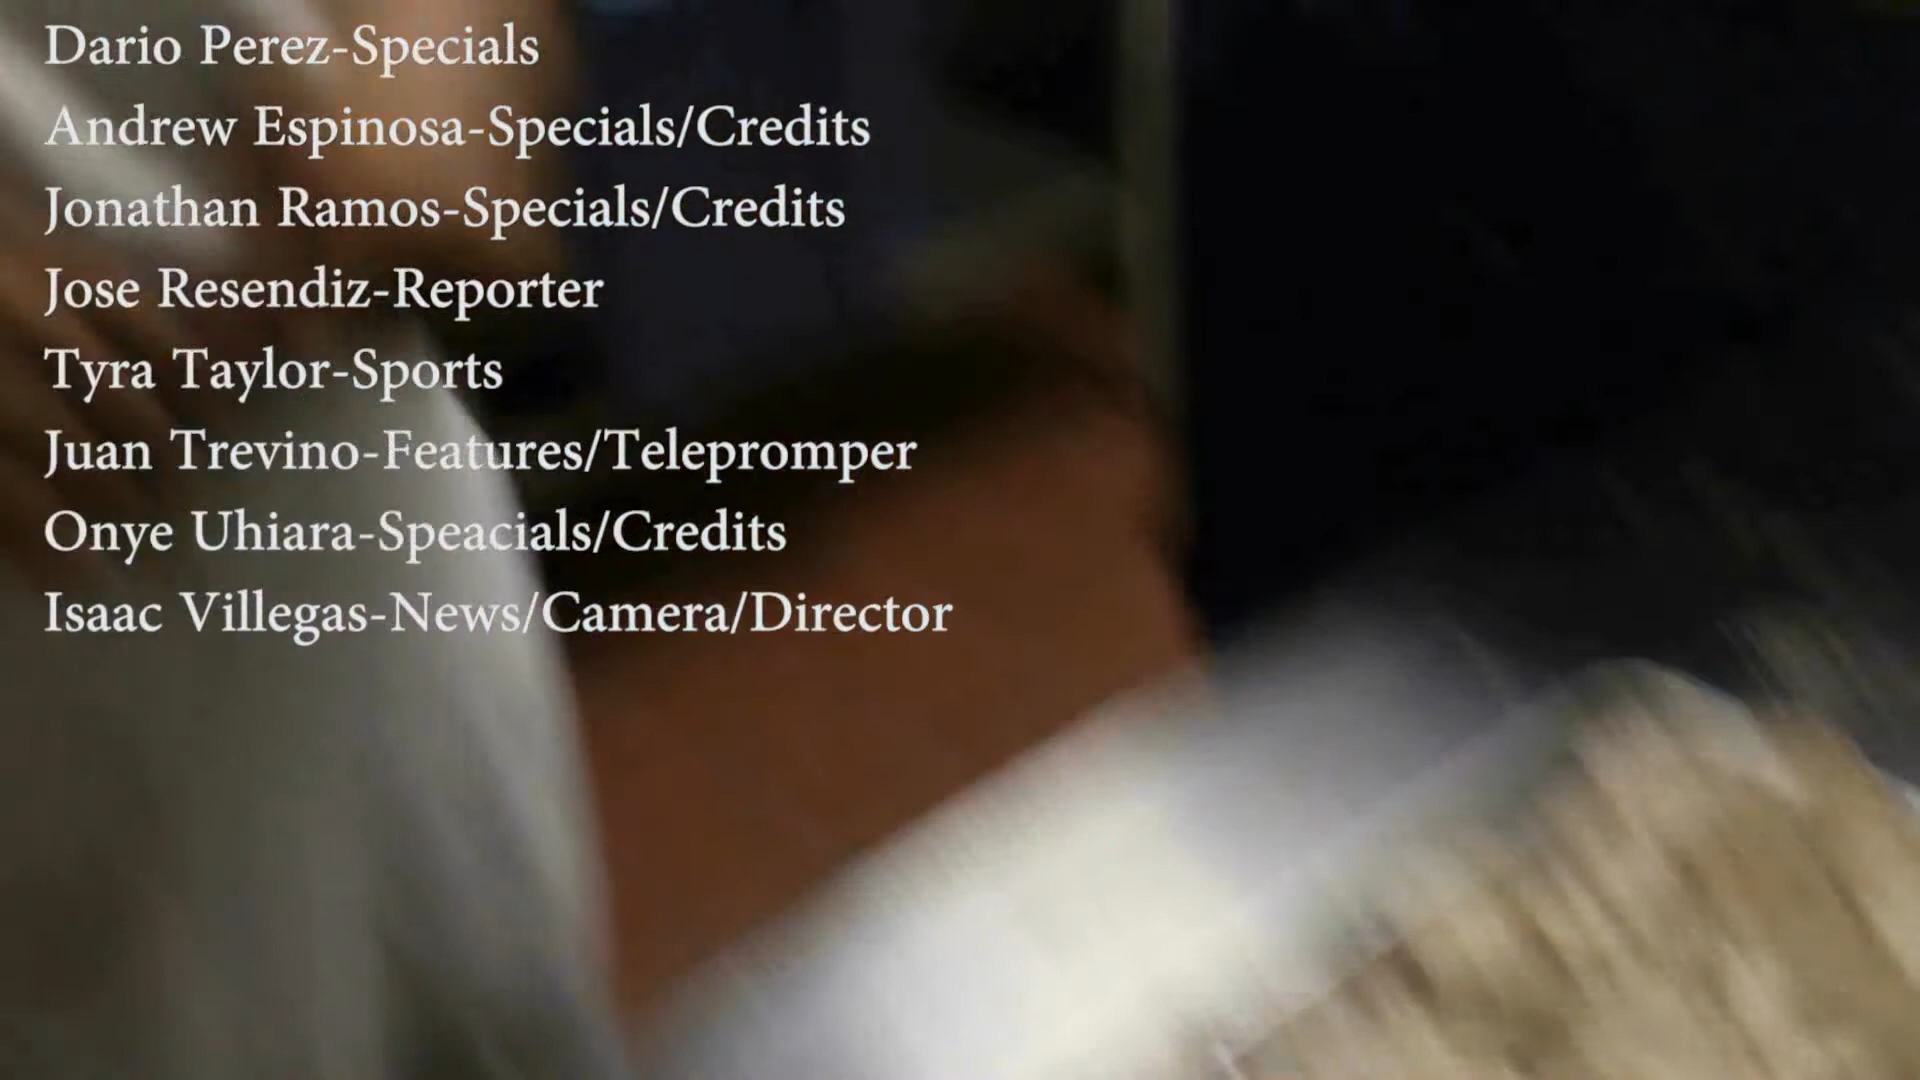 Dario Perez-Specials
Andrew Espinosa-Specials/Credits
Jonathan Ramos-Specials/Credits
Jose Resendiz-Reporter
Tyra Taylor-Sports
Juan Trevino-Features/Telepromper
Onye Uhiara-Speacials/Credits
Isaac Villegas-News/Camera/Director